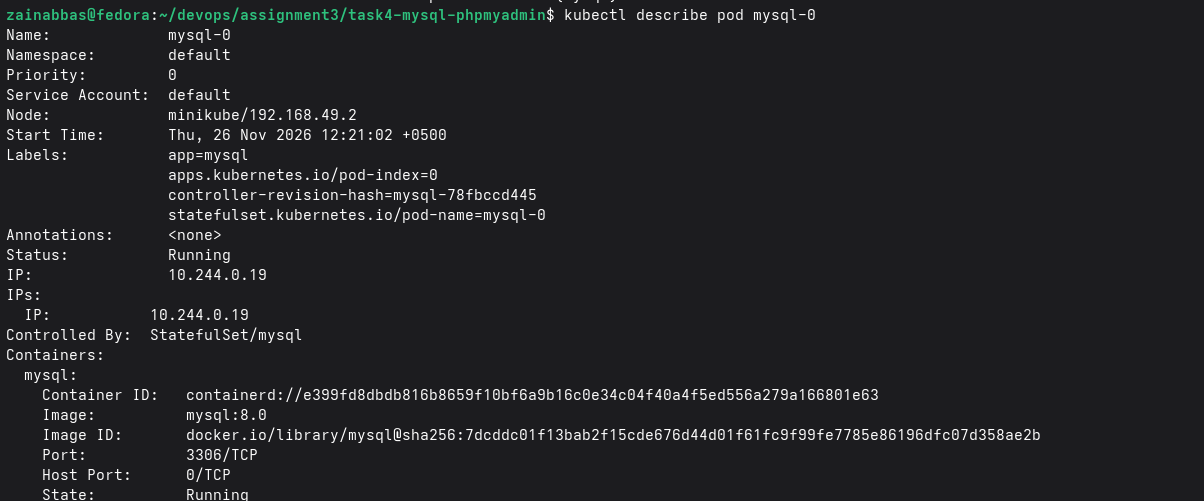 zainabbas@fedora:~/devops/assignment3/task4-mysql-phpmyadmin$ kubectl describe pod mysql-0
Name:             mysql-0
Namespace:        default
Priority:         0
Service Account:  default
Node:             minikube/192.168.49.2
Start Time:       Thu, 26 Nov 2026 12:21:02 +0500
Labels:           app=mysql
                  apps.kubernetes.io/pod-index=0
                  controller-revision-hash=mysql-78fbccd445
                  statefulset.kubernetes.io/pod-name=mysql-0
Annotations:      <none>
Status:           Running
IP:               10.244.0.19
IPs:
  IP:           10.244.0.19
Controlled By:  StatefulSet/mysql
Containers:
  mysql:
    Container ID:   containerd://e399fd8dbdb816b8659f10bf6a9b16c0e34c04f40a4f5ed556a279a166801e63
    Image:          mysql:8.0
    Image ID:       docker.io/library/mysql@sha256:7dcddc01f13bab2f15cde676d44d01f61fc9f99fe7785e86196dfc07d358ae2b
    Port:           3306/TCP
    Host Port:      0/TCP
    State:          Running